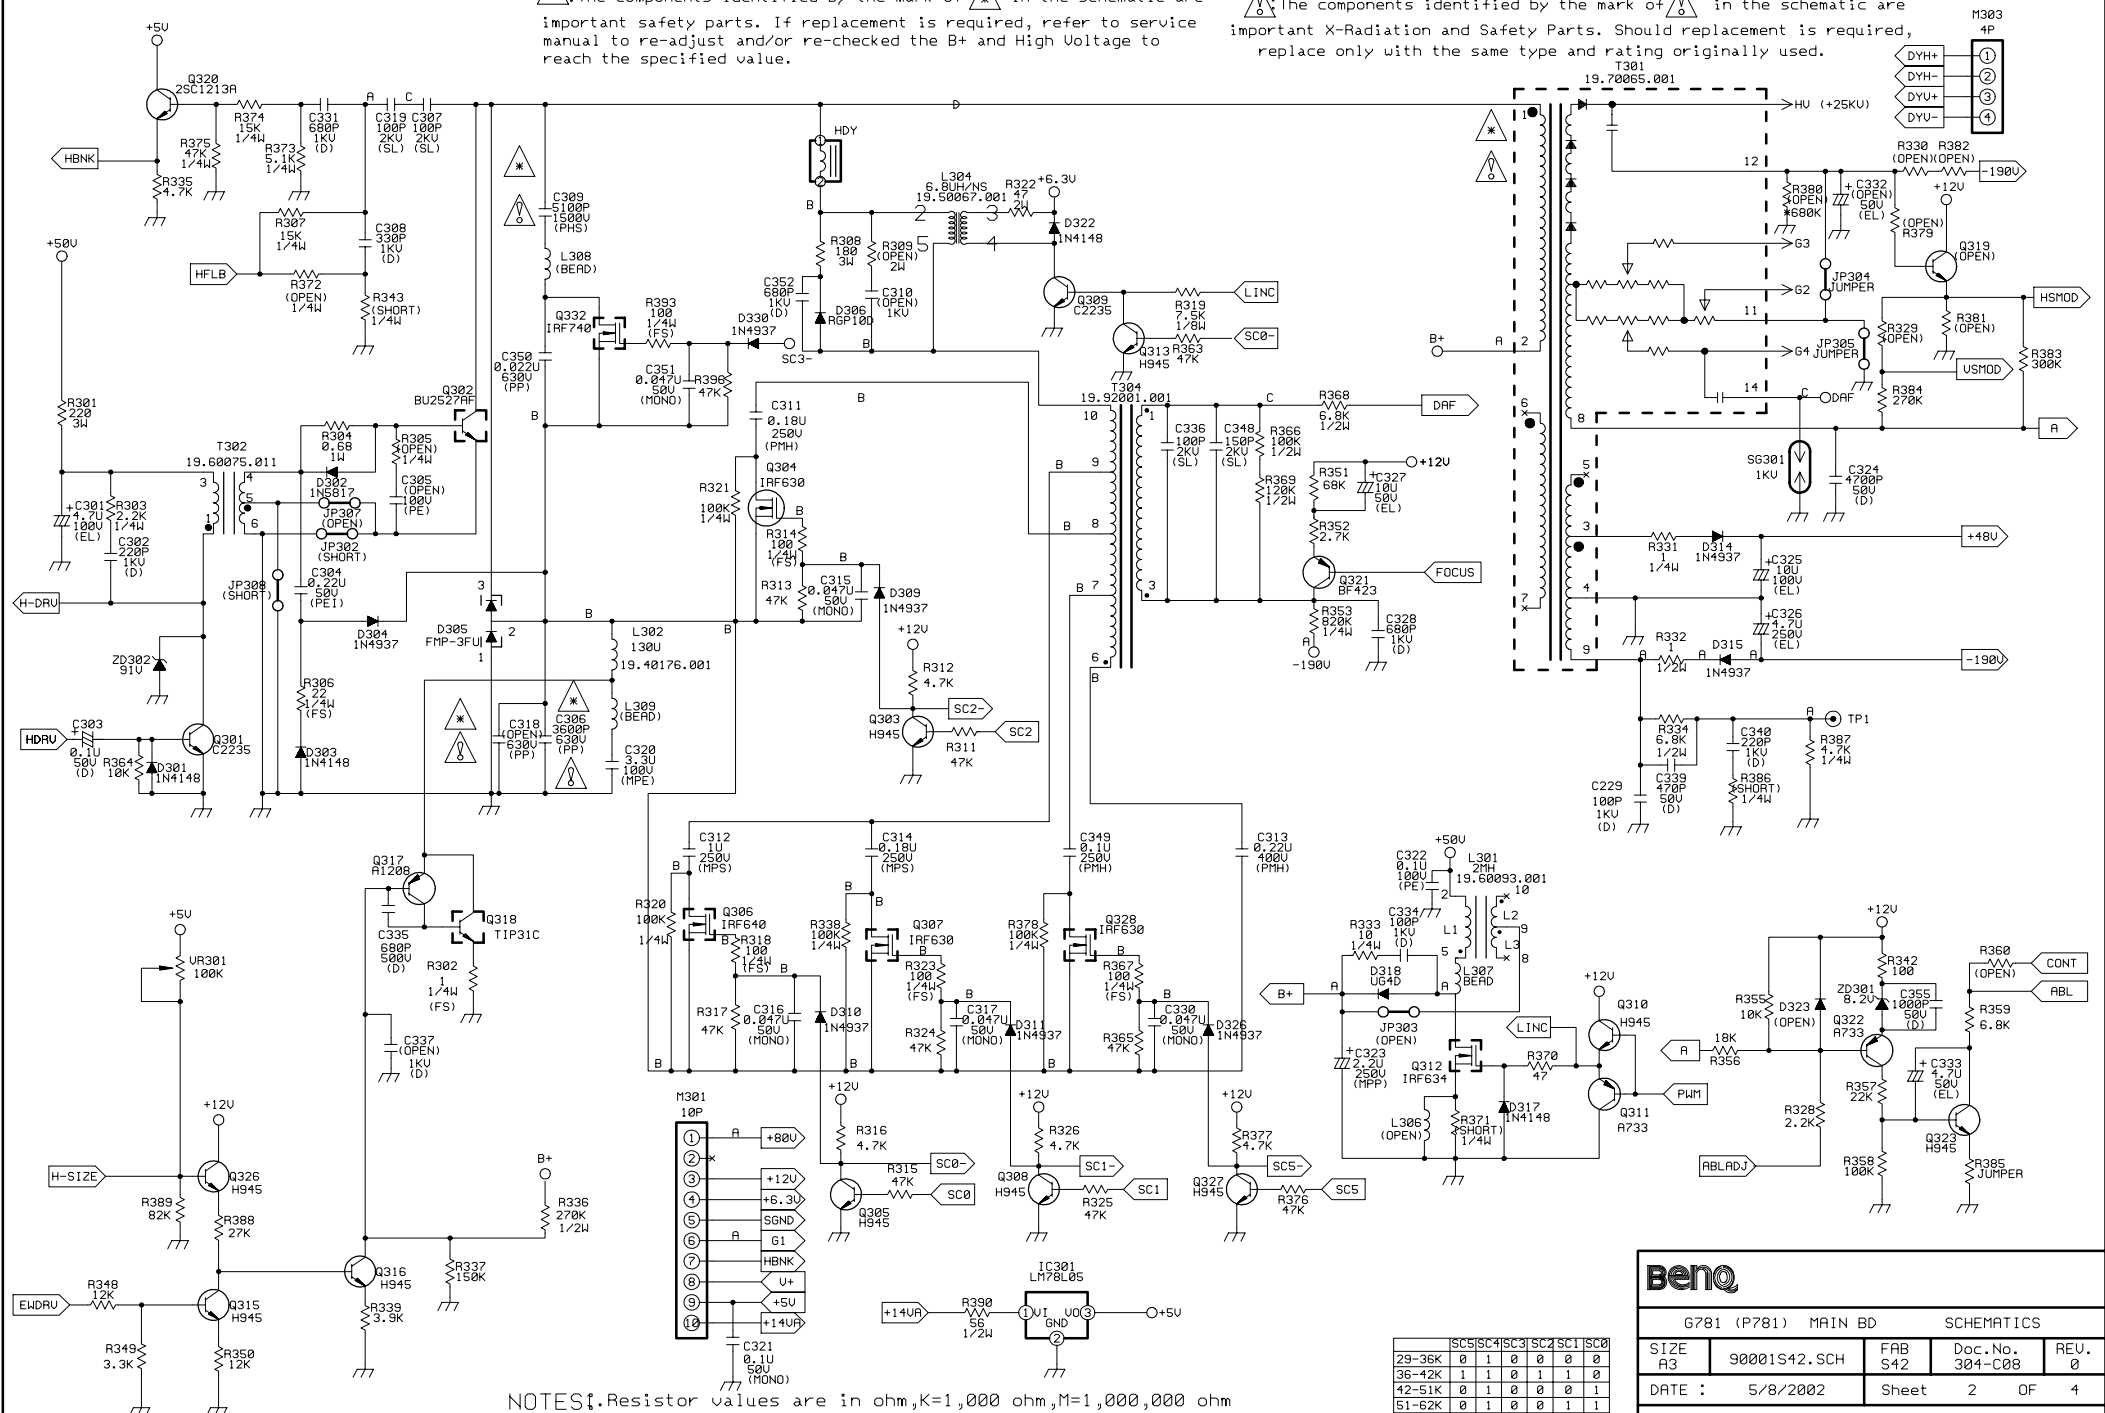 The components identified by the mark of * in the schematic are
important safety parts. If replacement is required, refer to service
manual to re-adjust and/or re-checked the B+ and High Voltage to
reach the specified value.
The components identified by the mark of ! in the schematic are
important X-Radiation and Safety Parts. Should replacement is required,
replace only with the same type and rating originally used.
M303
4P
DYH+ 1
DYH- 2
DYV+ 3
DYV- 4
+5V
Q320
2SC1213A
R374
15K
1/4W
C331
680P
1KV
(D)
C319
100P
2KV
(SL)
C307
100P
2KV
(SL)
R375
47K
1/4W
R373
5.1K
1/4W
HBNK
R335
4.7K
R307
15K
1/4W
C308
330P
1KV
(D)
HFLB
R372
(OPEN)
1/4W
R343
(SHORT)
1/4W
+50V
R301
220
3W
C309
5100P
1500V
(PHS)
L308
(BEAD)
Q332
IRF740
R393
100
1/4W
(FS)
D330
1N4937
SC3-
C350
0.022U
630V
(PP)
C351
0.047U
50V
(MONO)
R396
47K
HDY
R308
180
3W
R309
(OPEN)
2W
C352
680P
1KV
(D)
D306
RGP10D
C310
(OPEN)
1KV
L304
6.8UH/NS
19.50067.001
R322
47
2W
+6.3V
D322
1N4148
Q309
C2235
R319
7.5K
1/8W
LINC
Q313
H945
R363
47K
SC0-
T301
19.70065.001
HV (+25KV)
G3
G2
G4
DAF
R330
(OPEN)
R382
(OPEN)
-190V
+12V
R380
(OPEN)
*680K
C332
(OPEN)
50V
(EL)
(OPEN)
R379
Q319
(OPEN)
JP304
JUMPER
JP305
JUMPER
R329
(OPEN)
R381
(OPEN)
HSMOD
VSMOD
R383
300K
R384
270K
A
SG301
1KV
C324
4700P
50V
(D)
B+
R331
1
1/4W
D314
1N4937
+48V
C325
10U
100V
(EL)
C326
4.7U
250V
(EL)
R332
1
1/2W
D315
1N4937
-190V
R334
6.8K
1/2W
C340
220P
1KV
(D)
TP1
R387
4.7K
1/4W
C339
470P
50V
(D)
R386
(SHORT)
1/4W
C229
100P
1KV
(D)
T302
19.60075.011
C301
4.7U
100V
(EL)
R303
2.2K
1/4W
C302
220P
1KV
(D)
H-DRV
ZD302
91V
HDRV
C303
0.1U
50V
(D)
R364
10K
D301
1N4148
Q301
C2235
Q302
BU2527AF
R304
0.68
1W
R305
(OPEN)
1/4W
D302
1N5817
C305
(OPEN)
100V
(PE)
JP307
(OPEN)
JP302
(SHORT)
JP308
(SHORT)
C304
0.22U
50V
(PEI)
D304
1N4937
R306
22
1/4W
(FS)
D303
1N4148
D305
FMP-3FU
L302
130U
19.40176.001
L309
(BEAD)
C318
(OPEN)
630V
(PP)
C306
3600P
630V
(PP)
C320
3.3U
100V
(MPE)
C311
0.18U
250V
(PMH)
Q304
IRF630
R321
100K
1/4W
R314
100
1/4W
(FS)
R313
47K
C315
0.047U
50V
(MONO)
D309
1N4937
+12V
R312
4.7K
SC2-
Q303
H945
R311
47K
SC2
T304
19.92001.001
C336
100P
2KV
(SL)
C348
150P
2KV
(SL)
R366
100K
1/2W
R369
120K
1/2W
R368
6.8K
1/2W
DAF
R351
68K
C327
10U
50V
(EL)
+12V
R352
2.7K
Q321
BF423
FOCUS
R353
820K
1/4W
-190V
C328
680P
1KV
(D)
Q317
A1208
C335
680P
500V
(D)
Q318
TIP31C
R302
1
1/4W
(FS)
C337
(OPEN)
1KV
(D)
+5V
VR301
100K
+12V
H-SIZE
Q326
H945
R389
82K
R388
27K
EWDRV
R348
12K
R349
3.3K
Q315
H945
R350
12K
Q316
H945
R339
3.9K
R337
150K
B+
R336
270K
1/2W
C312
1U
250V
(MPS)
R320
100K
1/4W
Q306
IRF640
R318
100
1/4W
(FS)
R317
47K
C316
0.047U
50V
(MONO)
D310
1N4937
C314
0.18U
250V
(MPS)
R338
100K
1/4W
Q307
IRF630
R323
100
1/4W
(FS)
R324
47K
C317
0.047U
50V
(MONO)
D311
1N4937
C349
0.1U
250V
(PMH)
R378
100K
1/4W
Q328
IRF630
R367
100
1/4W
(FS)
R365
47K
C330
0.047U
50V
(MONO)
D326
1N4937
C313
0.22U
400V
(PMH)
M301
10P
1 +80V
2
3 +12V
4 +6.3V
5 SGND
6 G1
7 HBNK
8 V+
9 +5V
10 +14VA
C321
0.1U
50V
(MONO)
+12V
R316
4.7K
SC0-
R315
47K
SC0
Q305
H945
+12V
R326
4.7K
SC1-
Q308
H945
R325
47K
SC1
+12V
R377
4.7K
SC5-
Q327
H945
R376
47K
SC5
+14VA
R390
56
1/2W
IC301
LM78L05
VI VO
GND
+5V
+50V
C322
0.1U
100V
(PE)
L301
2MH
19.60093.001
L1
L2
L3
R333
10
1/4W
C334
100P
1KV
(D)
D318
UG4D
L307
BEAD
B+
JP303
(OPEN)
C323
2.2U
250V
(MPP)
Q312
IRF634
L306
(OPEN)
R371
(SHORT)
1/4W
D317
1N4148
R370
47
LINC
+12V
Q310
H945
Q311
A733
PWM
+12V
R342
100
ZD301
8.2V
C355
1000P
50V
(D)
R355
10K
D323
(OPEN)
Q322
A733
A
18K
R356
R328
2.2K
ABLADJ
R357
22K
R358
100K
C333
4.7U
50V
(EL)
Q323
H945
R385
JUMPER
R360
(OPEN)
CONT
ABL
R359
6.8K
SC5 SC4 SC3 SC2 SC1 SC0
29-36K 0 1 0 0 0 0
36-42K 1 1 0 1 1 0
42-51K 0 1 0 0 0 1
51-62K 0 1 0 0 1 1
NOTES:1.Resistor values are in ohm,K=1,000 ohm,M=1,000,000 ohm
BenQ
G781 (P781) MAIN BD SCHEMATICS
SIZE A3 90001S42.SCH FAB S42 Doc.No. 304-C08 REV. 0
DATE : 5/8/2002 Sheet 2 OF 4